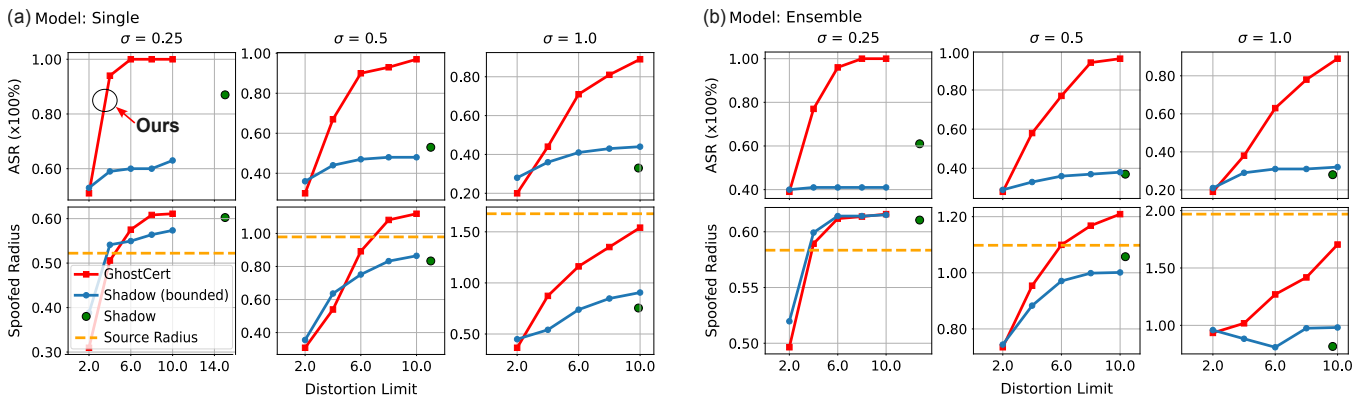 (a) Model: Single
σ = 0.25
σ = 0.5
σ = 1.0
ASR (x100%)
1.00
0.80
0.60
Ours
1.00
0.80
0.60
0.40
0.80
0.60
0.40
0.20
Spoofed Radius
0.60
0.50
0.30
GhostCert
Shadow (bounded)
Shadow
Source Radius
1.00
0.80
0.60
0.40
1.50
1.00
0.50
2.0 6.0 10.0 15.0
2.0 6.0 10.0
2.0 6.0 10.0
Distortion Limit
(b) Model: Ensemble
σ = 0.25
σ = 0.5
σ = 1.0
ASR (x100%)
1.00
0.80
0.60
0.40
1.00
0.80
0.60
0.40
0.80
0.60
0.40
0.20
Spoofed Radius
0.60
0.55
0.50
1.20
1.00
0.80
2.00
1.50
1.00
2.0 6.0 10.0
2.0 6.0 10.0
2.0 6.0 10.0
Distortion Limit